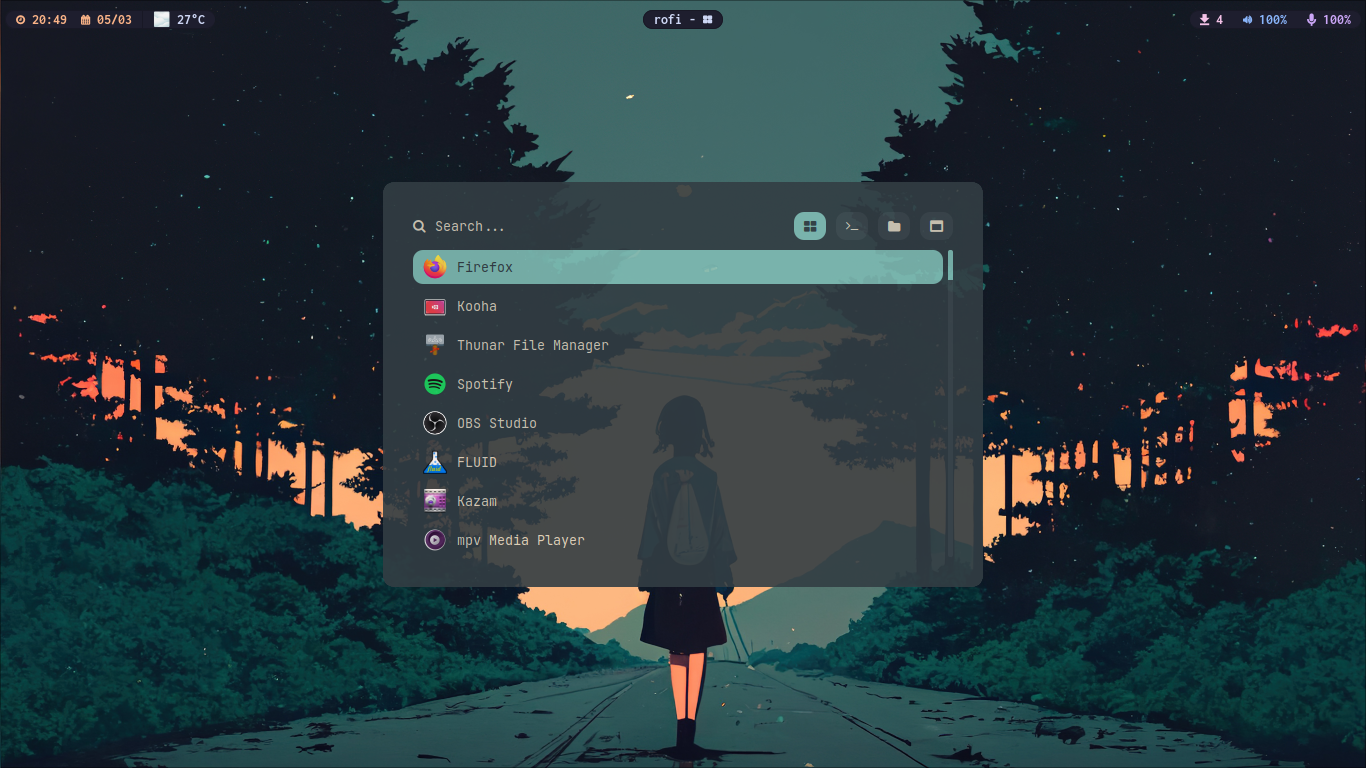 20:49 05/03 27°C
rofi -
4 100% 100%
Search...
Firefox
Kooha
Thunar File Manager
Spotify
OBS Studio
FLUID
Kazam
mpv Media Player